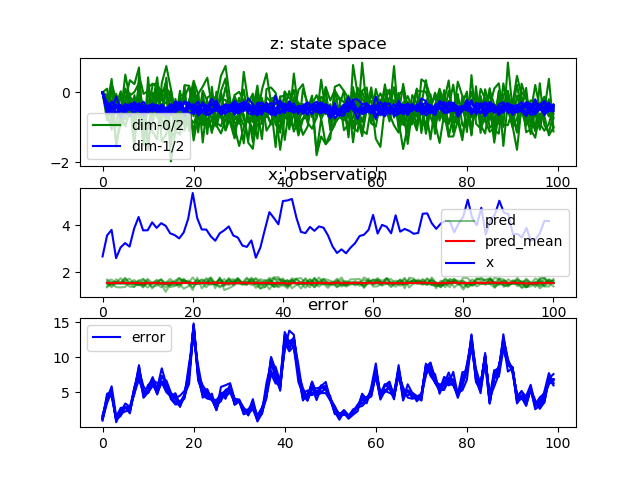 z: state space
0
−2
dim-0/2
dim-1/2
0 20 40 60 80 100
x: observation
4
2
pred
pred_mean
x
0 20 40 60 80 100
error
15
10
5
error
0 20 40 60 80 100